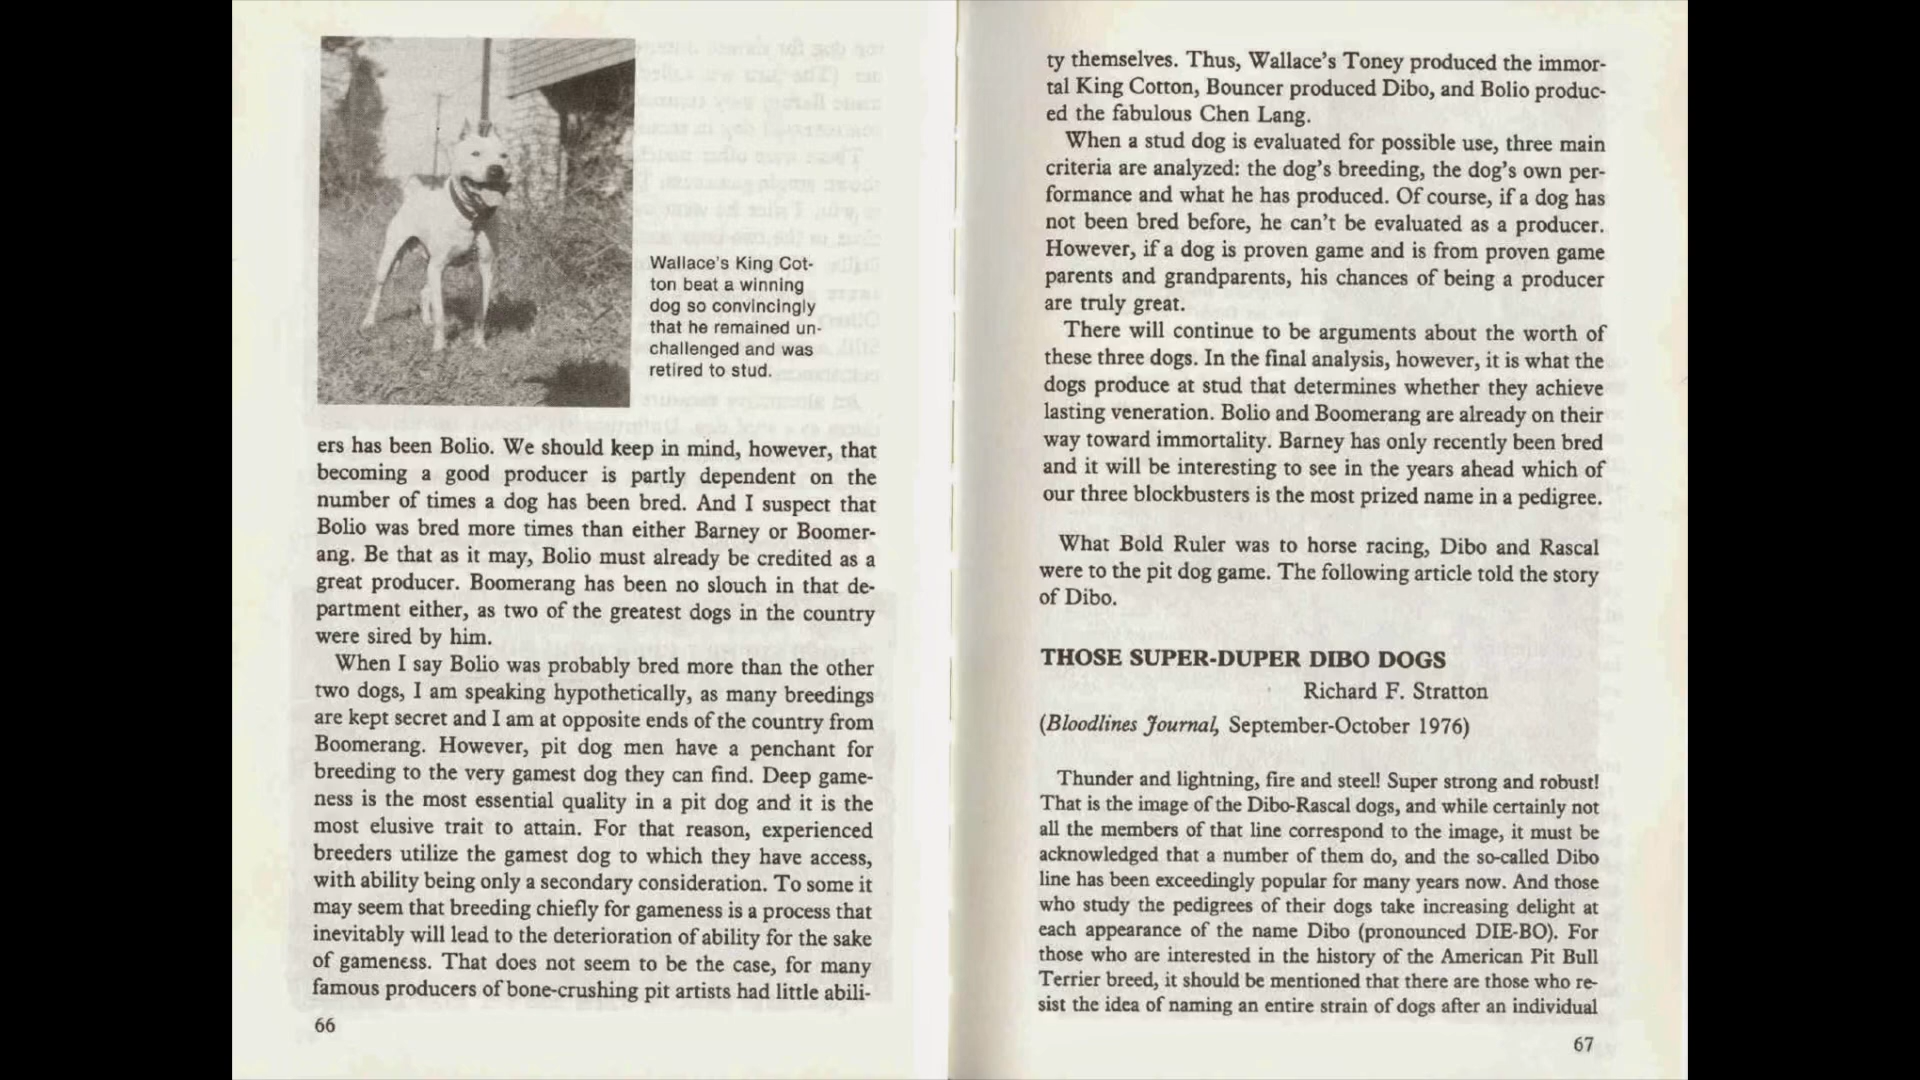 Wallace's King Cot-
ton beat a winning
dog so convincingly
that he remained un-
challenged and was
retired to stud.
ers has been Bolio. We should keep in mind, however, that
becoming a good producer is partly dependent on the
number of times a dog has been bred. And I suspect that
Bolio was bred more times than either Barney or Boomer-
ang. Be that as it may, Bolio must already be credited as a
great producer. Boomerang has been no slouch in that de-
partment either, as two of the greatest dogs in the country
were sired by him.
When I say Bolio was probably bred more than the other
two dogs, I am speaking hypothetically, as many breedings
are kept secret and I am at opposite ends of the country from
Boomerang. However, pit dog men have a penchant for
breeding to the very gamest dog they can find. Deep game-
ness is the most essential quality in a pit dog and it is the
most elusive trait to attain. For that reason, experienced
breeders utilize the gamest dog to which they have access,
with ability being only a secondary consideration. To some it
may seem that breeding chiefly for gameness is a process that
inevitably will lead to the deterioration of ability for the sake
of gameness. That does not seem to be the case, for many
famous producers of bone-crushing pit artists had little abili-
66
ty themselves. Thus, Wallace's Toney produced the immor-
tal King Cotton, Bouncer produced Dibo, and Bolio produc-
ed the fabulous Chen Lang.
When a stud dog is evaluated for possible use, three main
criteria are analyzed: the dog's breeding, the dog's own per-
formance and what he has produced. Of course, if a dog has
not been bred before, he can't be evaluated as a producer.
However, if a dog is proven game and is from proven game
parents and grandparents, his chances of being a producer
are truly great.
There will continue to be arguments about the worth of
these three dogs. In the final analysis, however, it is what the
dogs produce at stud that determines whether they achieve
lasting veneration. Bolio and Boomerang are already on their
way toward immortality. Barney has only recently been bred
and it will be interesting to see in the years ahead which of
our three blockbusters is the most prized name in a pedigree.
What Bold Ruler was to horse racing, Dibo and Rascal
were to the pit dog game. The following article told the story
of Dibo.
THOSE SUPER-DUPER DIBO DOGS
Richard F. Stratton
(Bloodlines Journal, September-October 1976)
Thunder and lightning, fire and steel! Super strong and robust!
That is the image of the Dibo-Rascal dogs, and while certainly not
all the members of that line correspond to the image, it must be
acknowledged that a number of them do, and the so-called Dibo
line has been exceedingly popular for many years now. And those
who study the pedigrees of their dogs take increasing delight at
each appearance of the name Dibo (pronounced DIE-BO). For
those who are interested in the history of the American Pit Bull
Terrier breed, it should be mentioned that there are those who re-
sist the idea of naming an entire strain of dogs after an individual
67